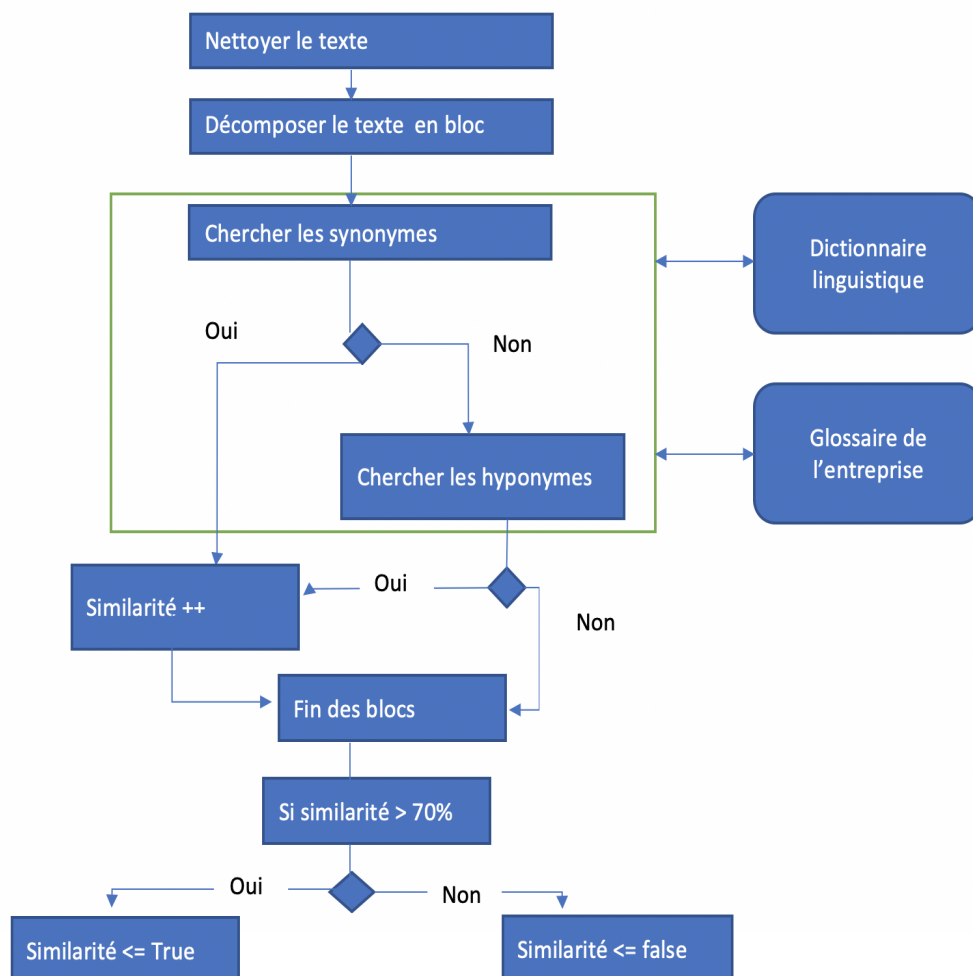 Nettoyer le texte
Décomposer le texte en bloc
Chercher les synonymes
Dictionnaire
linguistique
Oui
Non
Glossaire de
l'entreprise
Chercher les hyponymes
Oui
Similarité ++
Non
Fin des blocs
Si similarité > 70%
Oui
Non
Similarité <= True
Similarité <= false